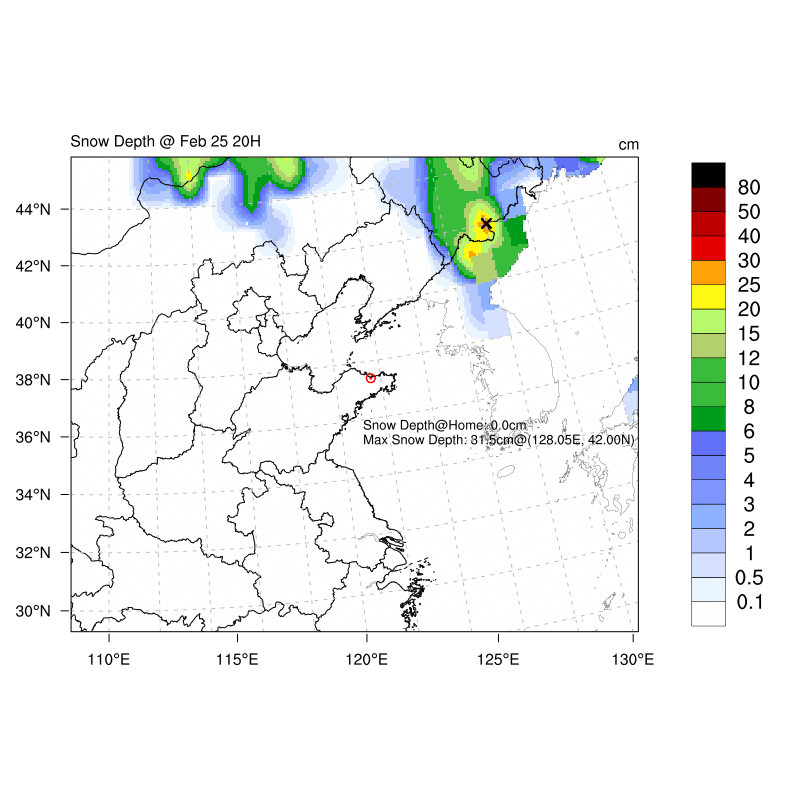 Snow Depth @ Feb 25 20H
cm
44°N
42°N
40°N
38°N
36°N
34°N
32°N
30°N
110°E
115°E
120°E
125°E
130°E
Snow Depth@Home: 0.0cm
Max Snow Depth: 31.5cm@(128.05E, 42.00N)
80
50
40
30
25
20
15
12
10
8
6
5
4
3
2
1
0.5
0.1